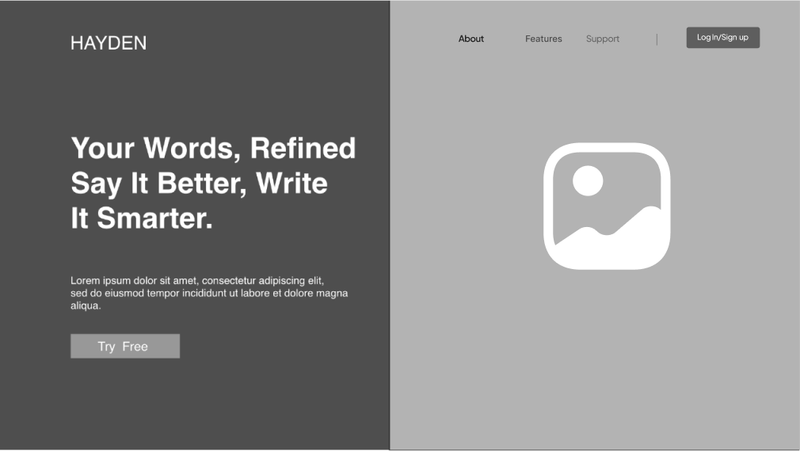 HAYDEN
About Features Support | Log In/Sign up
Your Words, Refined
Say It Better, Write
It Smarter.
Lorem ipsum dolor sit amet, consectetur adipiscing elit,
sed do eiusmod tempor incididunt ut labore et dolore magna
aliqua.
Try Free